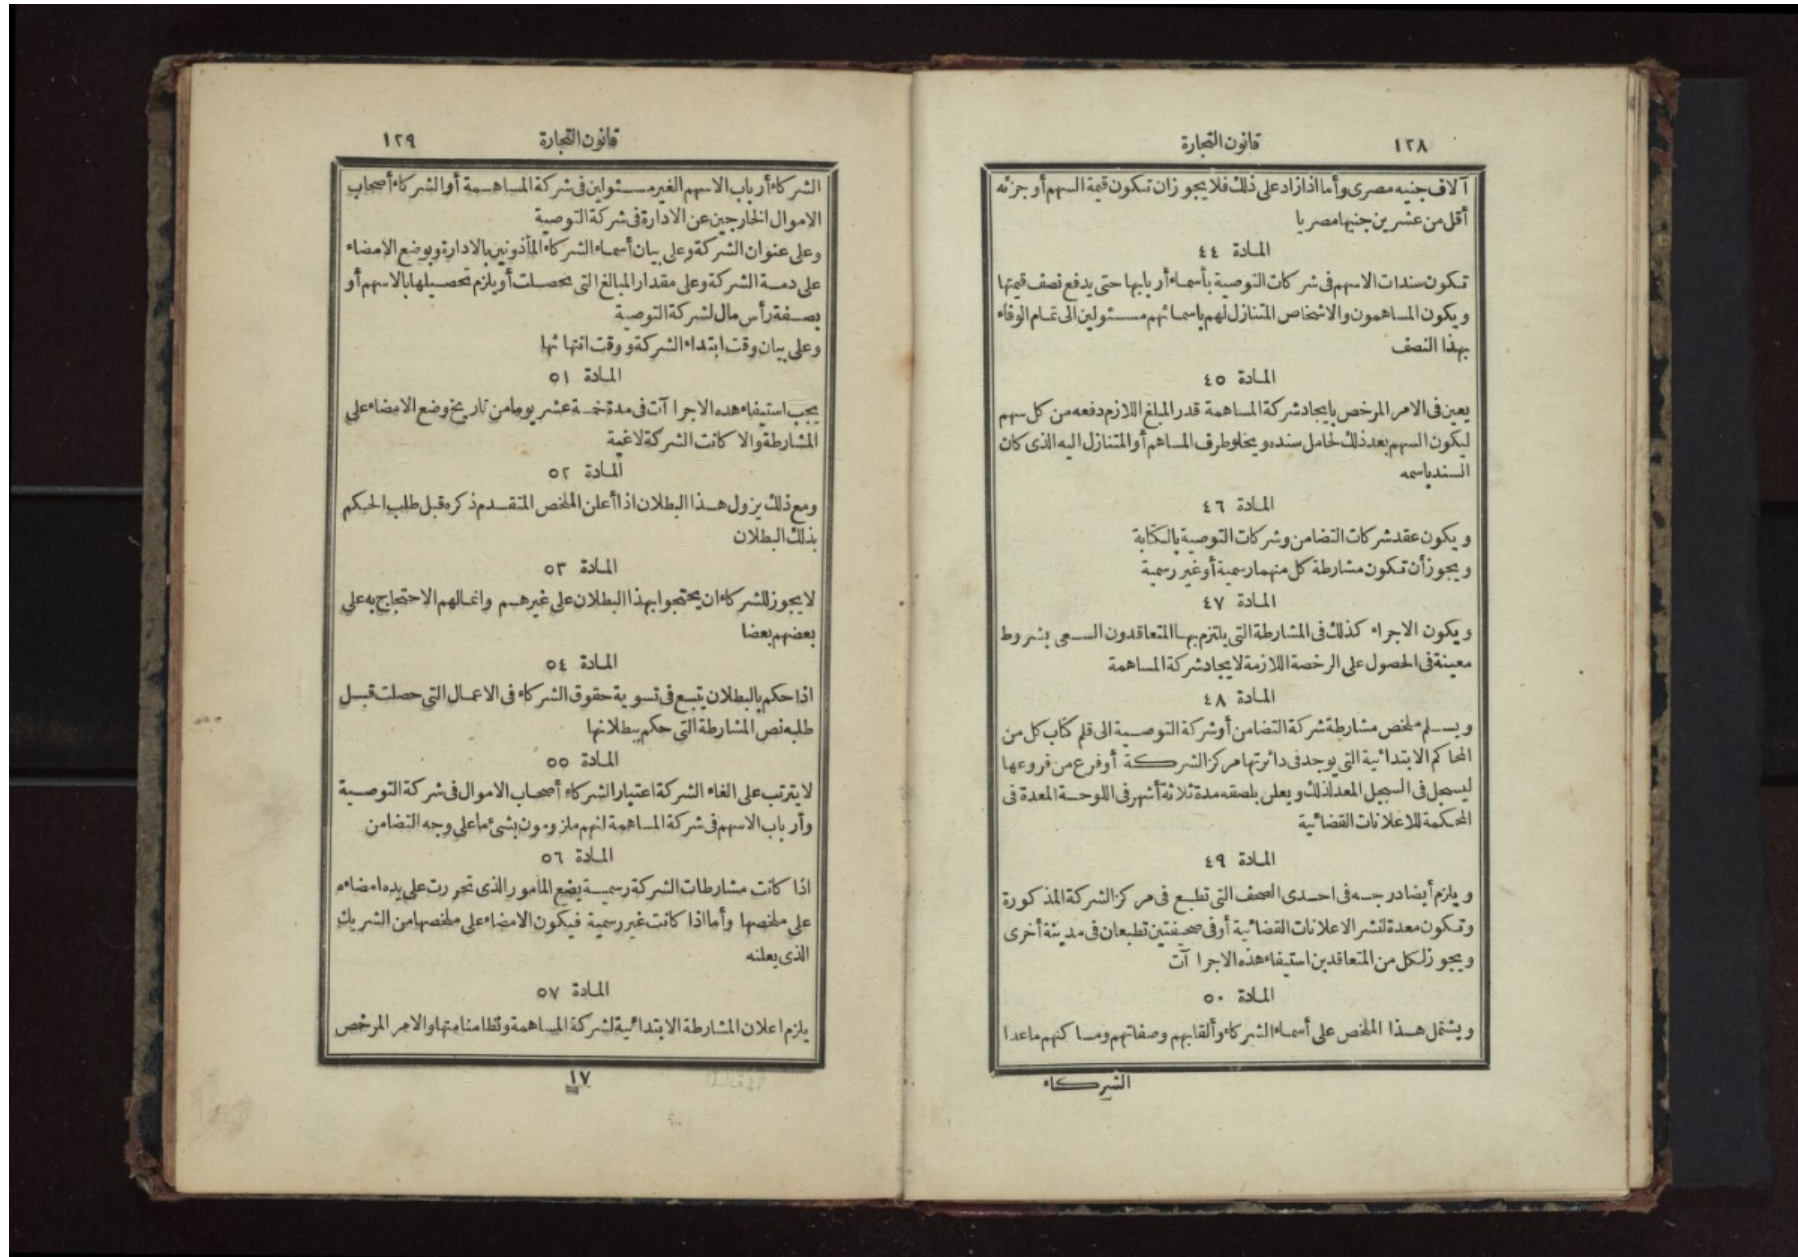 ١٢٨
قانون التجارة
آلاف جنيه مصرى وأما اذا زاد على ذلك فلا يجوز ان تكون قيمة السهم أو جزئه
أقل من عشرين جنيها مصريا
المادة ٤٤
تكون سندات الاسهم فى شركات التوصية بأسماء أربابها حتى يدفع نصف قيمتها
ويكون المساهمون والاشخاص المتنازل لهم باسمائهم مسئولين الى تمام الوفاء
بهذا النصف
المادة ٤٥
يعين فى الامر المرخص بايجاد شركة المساهمة قدر المبلغ اللازم دفعه من كل سهم
ليكون السهم بعد ذلك لحامل سنده ويخلو طرف المساهم أو المتنازل اليه الذى كان
السند باسمه
المادة ٤٦
ويكون عقد شركات التضامن وشركات التوصية بالكتابة
ويجوز أن تكون مشارطة كل منهما رسمية أو غير رسمية
المادة ٤٧
ويكون الاجراء كذلك فى المشارطة التى يلتزم بها المتعاقدون السعى بشروط
معينة فى الحصول على الرخصة اللازمة لايجاد شركة المساهمة
المادة ٤٨
ويسلم ملخص مشارطة شركة التضامن أو شركة التوصية الى قلم كتاب كل من
المحاكم الابتدائية التى يوجد فى دائرتها مركز الشركة أو فرع من فروعها
ليسجل فى السجل المعد لذلك ويعلن بلصقه مدة ثلاثة أشهر فى اللوحة المعدة فى
المحكمة للاعلانات القضائية
المادة ٤٩
ويلزم أيضا درجه فى احدى الصحف التى تطبع فى مركز الشركة المذكورة
وتكون معدة لنشر الاعلانات القضائية أو فى صحيفتين تطبعان فى مدينة أخرى
ويجوز لكل من المتعاقدين استيفاء هذه الاجراآت
المادة ٥٠
ويشتمل هذا الملخص على أسماء الشركاء وألقابهم وصفاتهم ومساكنهم ماعدا
الشركاء
١٢٩
قانون التجارة
الشركاء أرباب الاسهم الغير مسئولين فى شركة المساهمة أو الشركاء أصحاب
الاموال الخارجين عن الادارة فى شركة التوصية
وعلى عنوان الشركة وعلى بيان أسماء الشركاء المأذونين بالادارة وبوضع الامضاء
على ذمة الشركة وعلى مقدار المبالغ التى تحصلت أو يلزم تحصيلها بالاسهم أو
بصفة رأس مال لشركة التوصية
وعلى بيان وقت ابتداء الشركة ووقت انتهائها
المادة ٥١
يجب استيفاء هذه الاجراآت فى مدة خمسة عشر يوما من تاريخ وضع الامضاء على
المشارطة والا كانت الشركة لاغية
المادة ٥٢
ومع ذلك يزول هذا البطلان اذا أعلن الملخص المتقدم ذكره قبل طلب الحكم
بذلك البطلان
المادة ٥٣
لا يجوز للشركاء ان يحتجوا بهذا البطلان على غيرهم وانما لهم الاحتجاج به على
بعضهم بعضا
المادة ٥٤
اذا حكم بالبطلان يتبع فى تسوية حقوق الشركاء فى الاعمال التى حصلت قبل
طلبه نص المشارطة التى حكم ببطلانها
المادة ٥٥
لا يترتب على الغاء الشركة اعتبار الشركاء أصحاب الاموال فى شركة التوصية
وأرباب الاسهم فى شركة المساهمة انهم ملزومون بشئ ما على وجه التضامن
المادة ٥٦
اذا كانت مشارطات الشركة رسمية يضع المأمور الذى تحررت على يده امضاءه
على ملخصها وأما اذا كانت غير رسمية فيكون الامضاء على ملخصها من الشريك
الذى يعلنه
المادة ٥٧
يلزم اعلان المشارطة الابتدائية لشركة المساهمة ونظامنامتها والامر المرخص
١٧